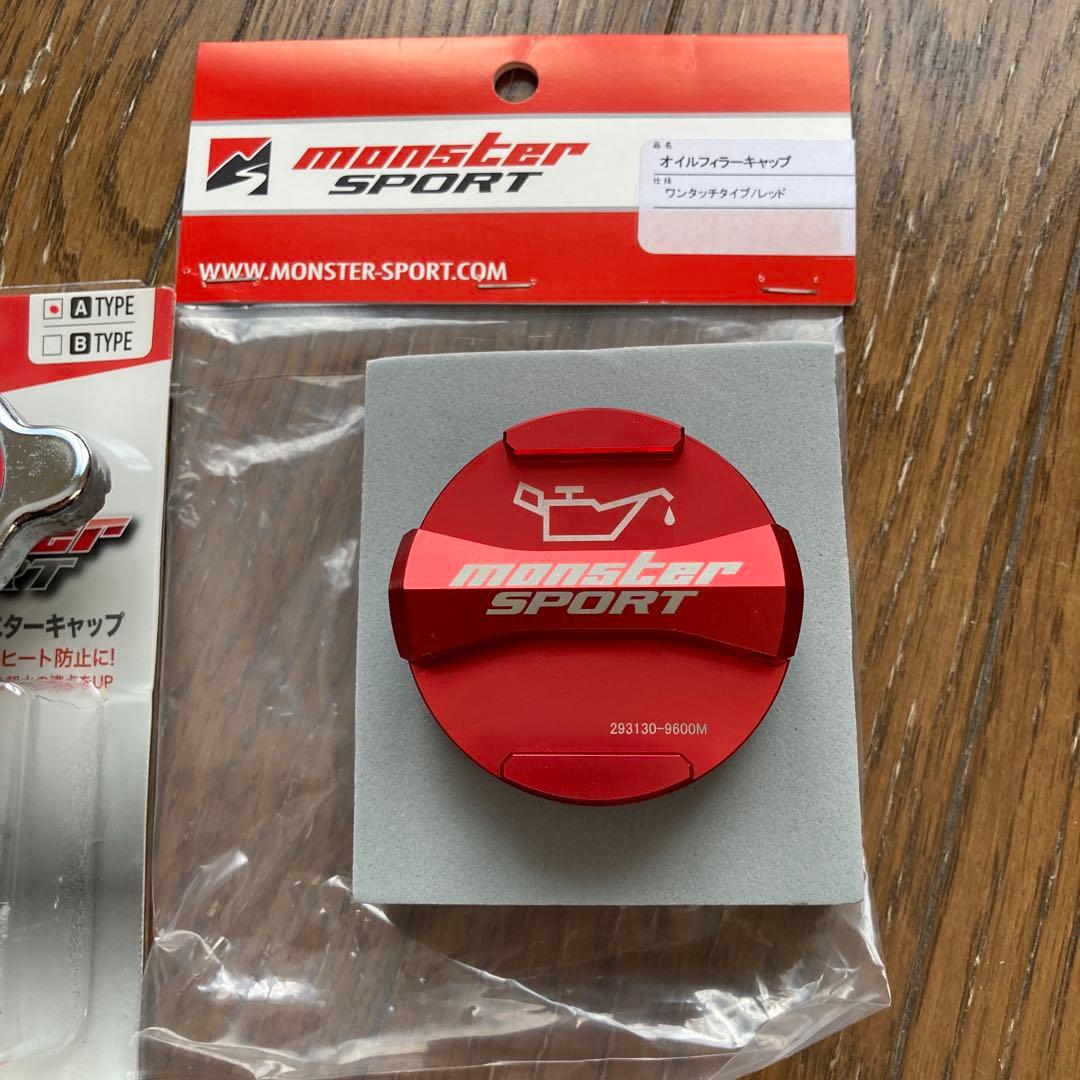 monster
SPORT
品名
オイルフィラーキャップ
仕様
ワンタッチタイプ/レッド
WWW.MONSTER-SPORT.COM
A TYPE
B TYPE
monster
SPORT
293130-9600M
ターキャップ
ヒート防止に!